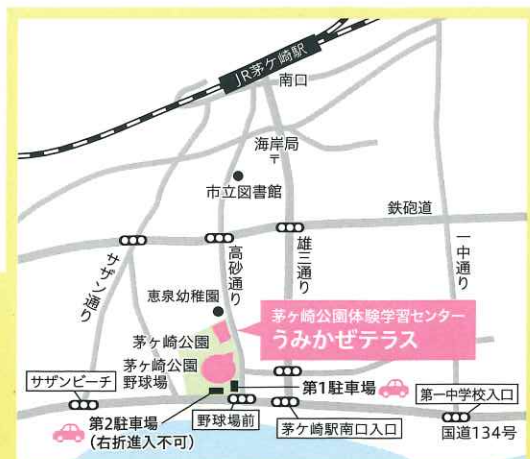 JR茅ケ崎駅
南口
海岸局
〒
市立図書館
鉄砲道
サザン通り
高砂通り
雄三通り
一中通り
恵泉幼稚園
茅ヶ崎公園体験学習センター
うみかぜテラス
茅ヶ崎公園
茅ヶ崎公園
野球場
サザンビーチ
第1駐車場
第一中学校入口
第2駐車場
(右折進入不可)
野球場前
茅ケ崎駅南口入口
国道134号